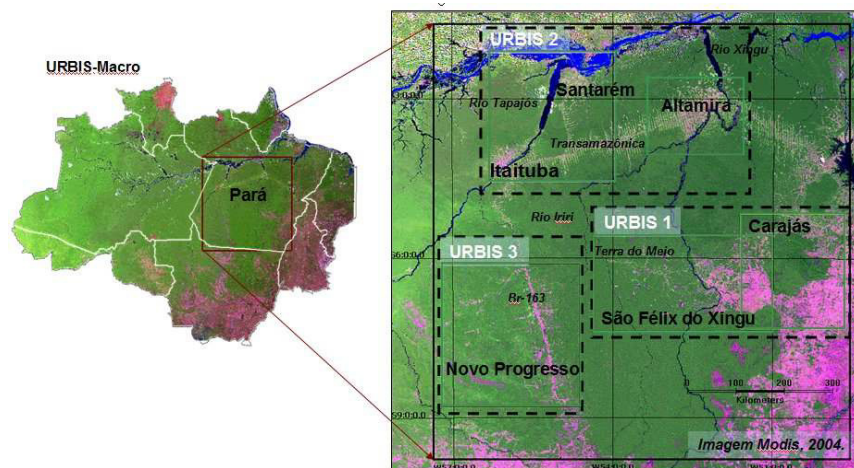 URBIS-Macro
Pará
URBIS 2
Rio Xingu
Santarém
Rio Tapajós
Altamira
Transamazônica
Itaituba
Rio Iriri
URBIS 1
Carajás
URBIS 3
Terra do Meio
Br-163
São Félix do Xingu
Novo Progresso
0 100 200 300
Kilometers
Imagem Modis, 2004.